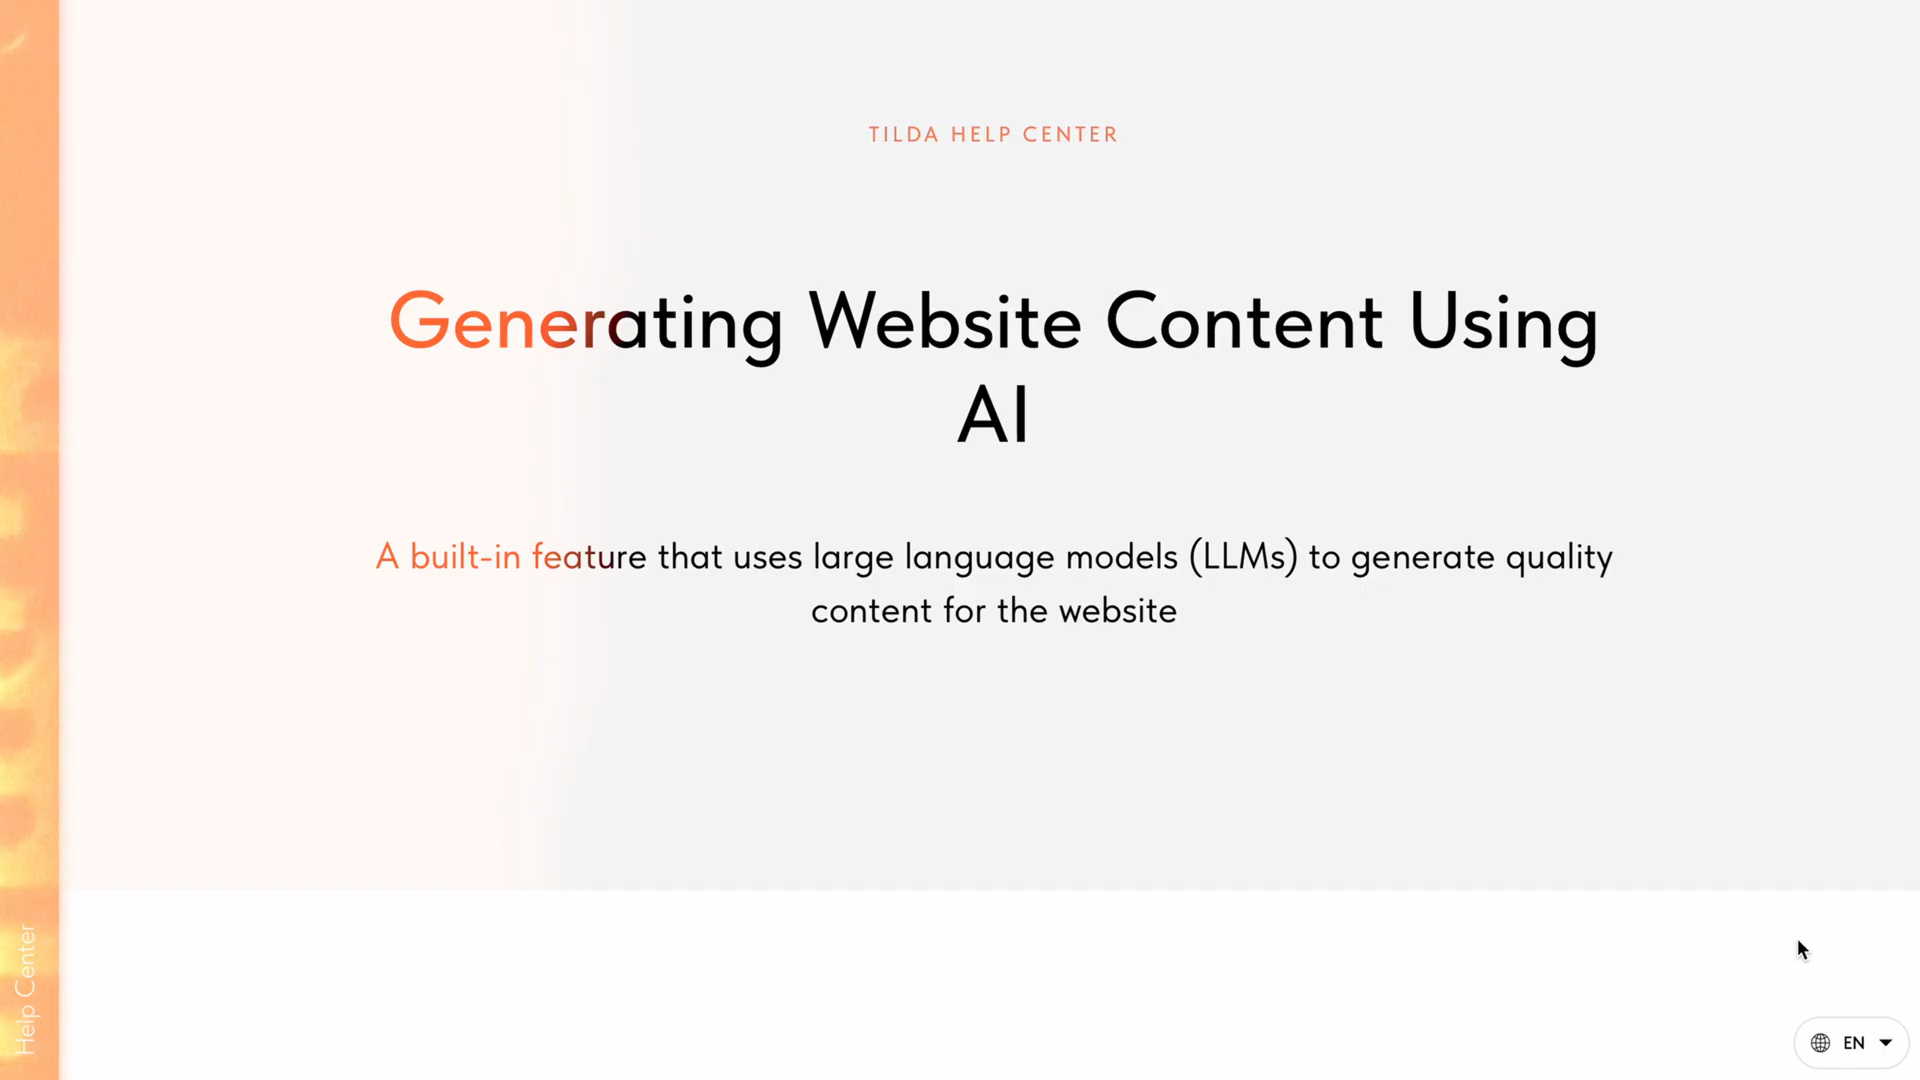 TILDA HELP CENTER
Generating Website Content Using
AI
A built-in feature that uses large language models (LLMs) to generate quality
content for the website
Help Center
EN